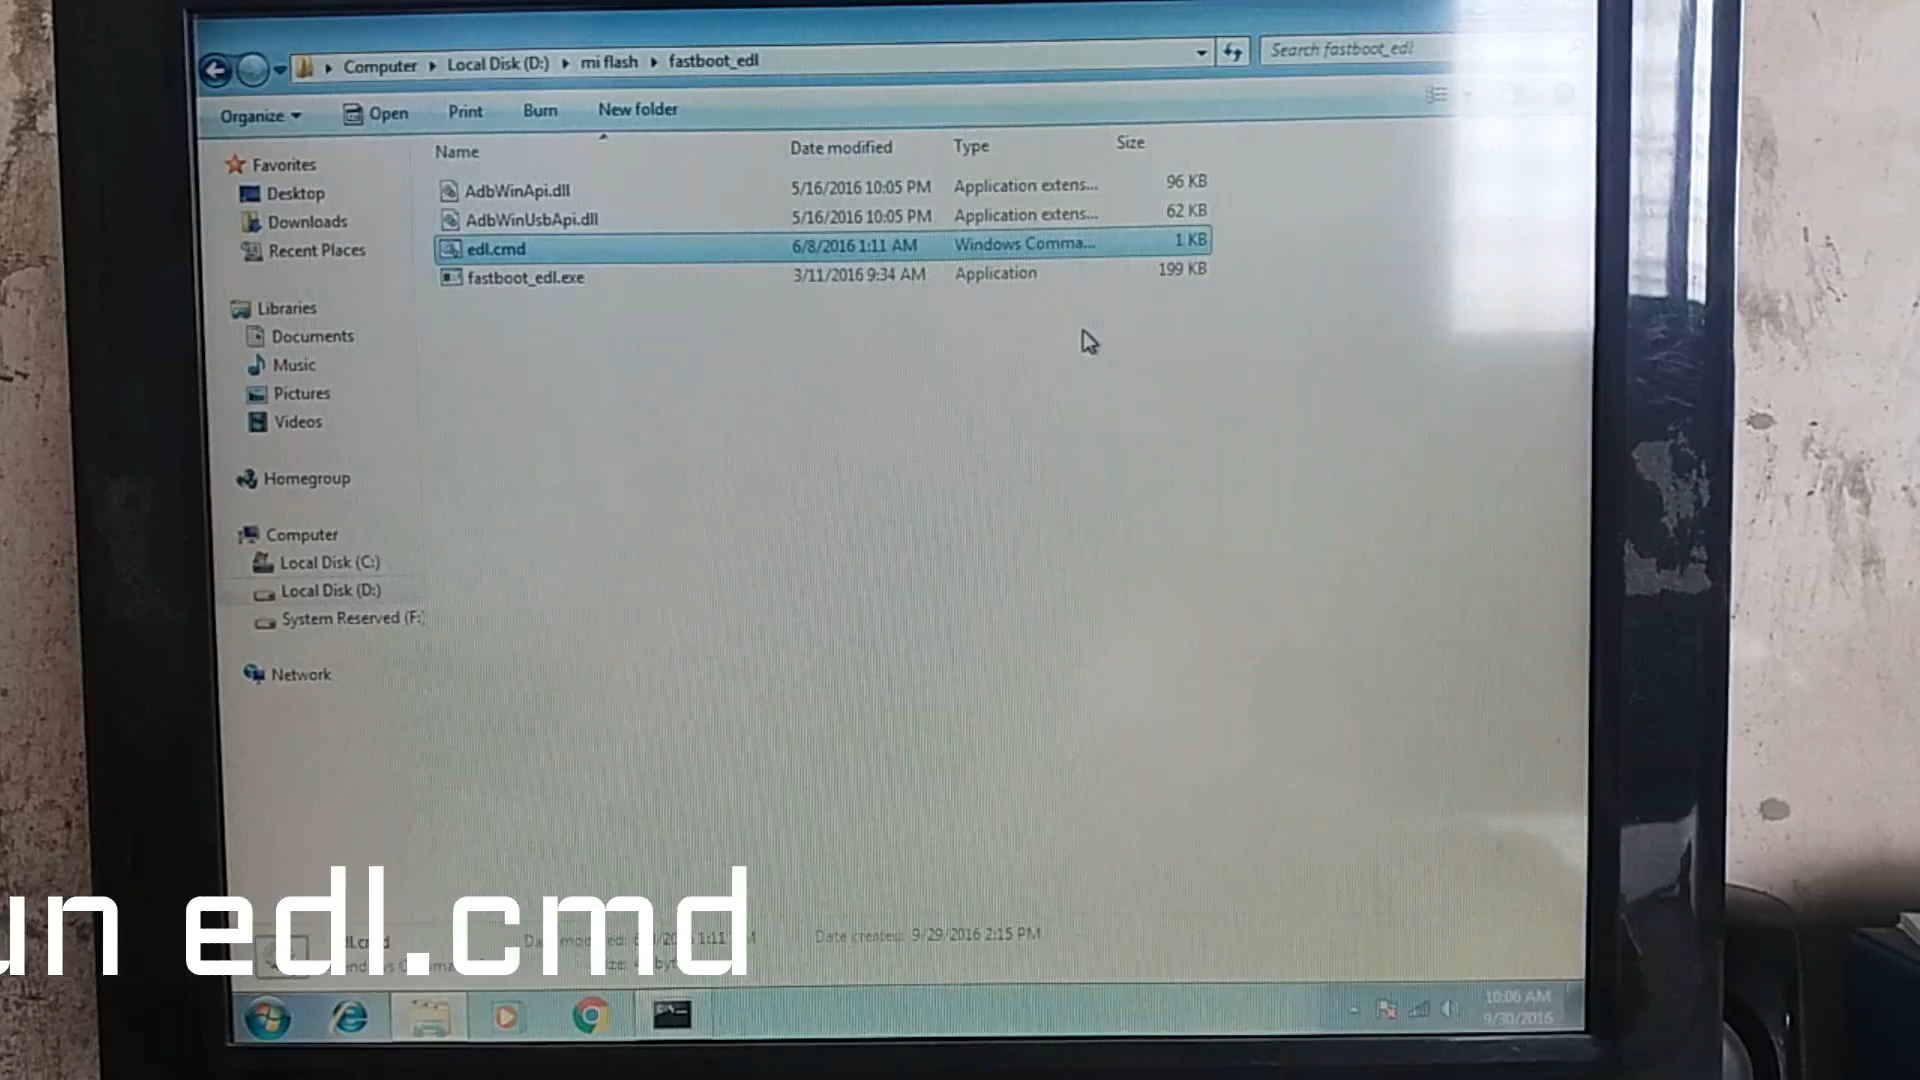 Computer Local Disk (D:) mi flash fastboot_edl Search fastboot_edl
Organize Open Print Burn New folder
Name Date modified Type Size
AdbWinApi.dll 5/16/2016 10:05 PM Application extens... 96 KB
AdbWinUsbApi.dll 5/16/2016 10:05 PM Application extens... 62 KB
edl.cmd 6/8/2016 1:11 AM Windows Comma... 1 KB
fastboot_edl.exe 3/11/2016 9:34 AM Application 199 KB
Favorites
Desktop
Downloads
Recent Places
Libraries
Documents
Music
Pictures
Videos
Homegroup
Computer
Local Disk (C:)
Local Disk (D:)
System Reserved (F:)
Network
un edl.cmd
Date created: 9/29/2016 2:15 PM
10:06 AM
9/30/2016